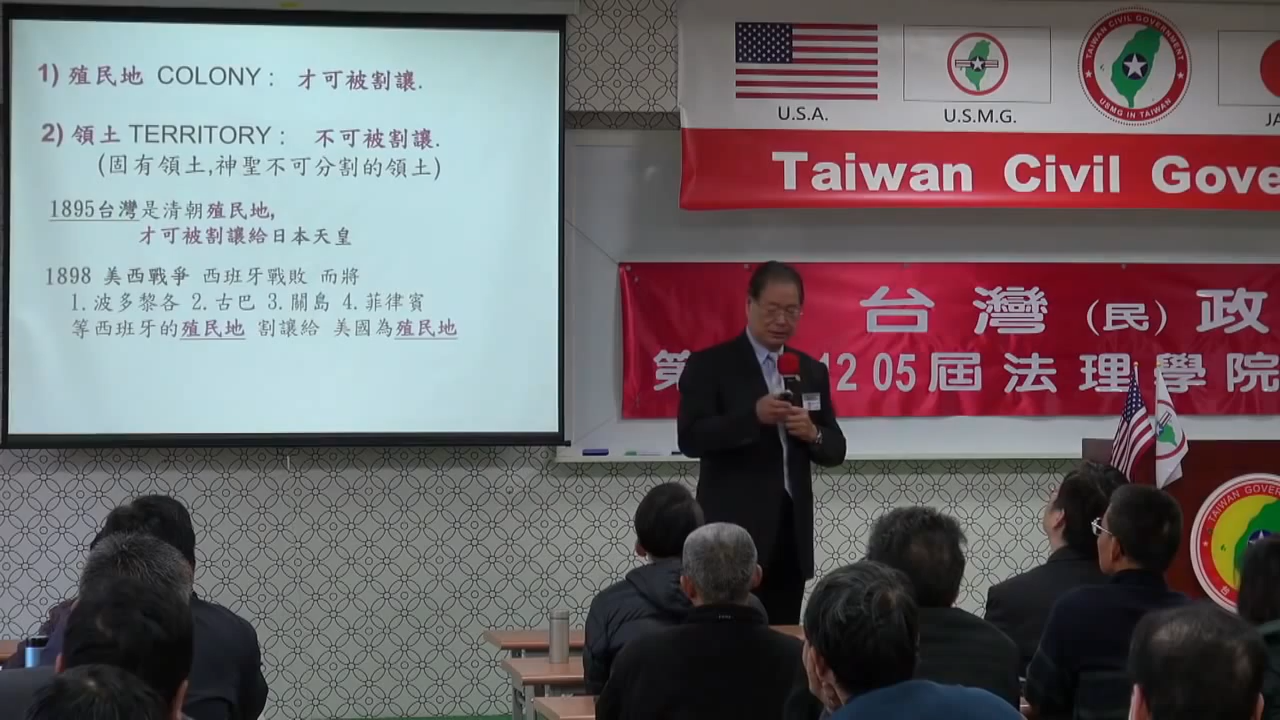 1) 殖民地 COLONY : 才可被割讓.
2) 領土 TERRITORY : 不可被割讓.
(固有領土,神聖不可分割的領土)
1895台灣是清朝殖民地,
才可被割讓給日本天皇
1898 美西戰爭 西班牙戰敗 而將
1. 波多黎各 2. 古巴 3. 關島 4. 菲律賓
等西班牙的殖民地 割讓給 美國為殖民地
U.S.A.
U.S.M.G.
TAIWAN CIVIL GOVERNMENT
USMG IN TAIWAN
JA
Taiwan Civil Gove
台灣(民)政
第 12 05屆法理學院
TAIWAN GOVER